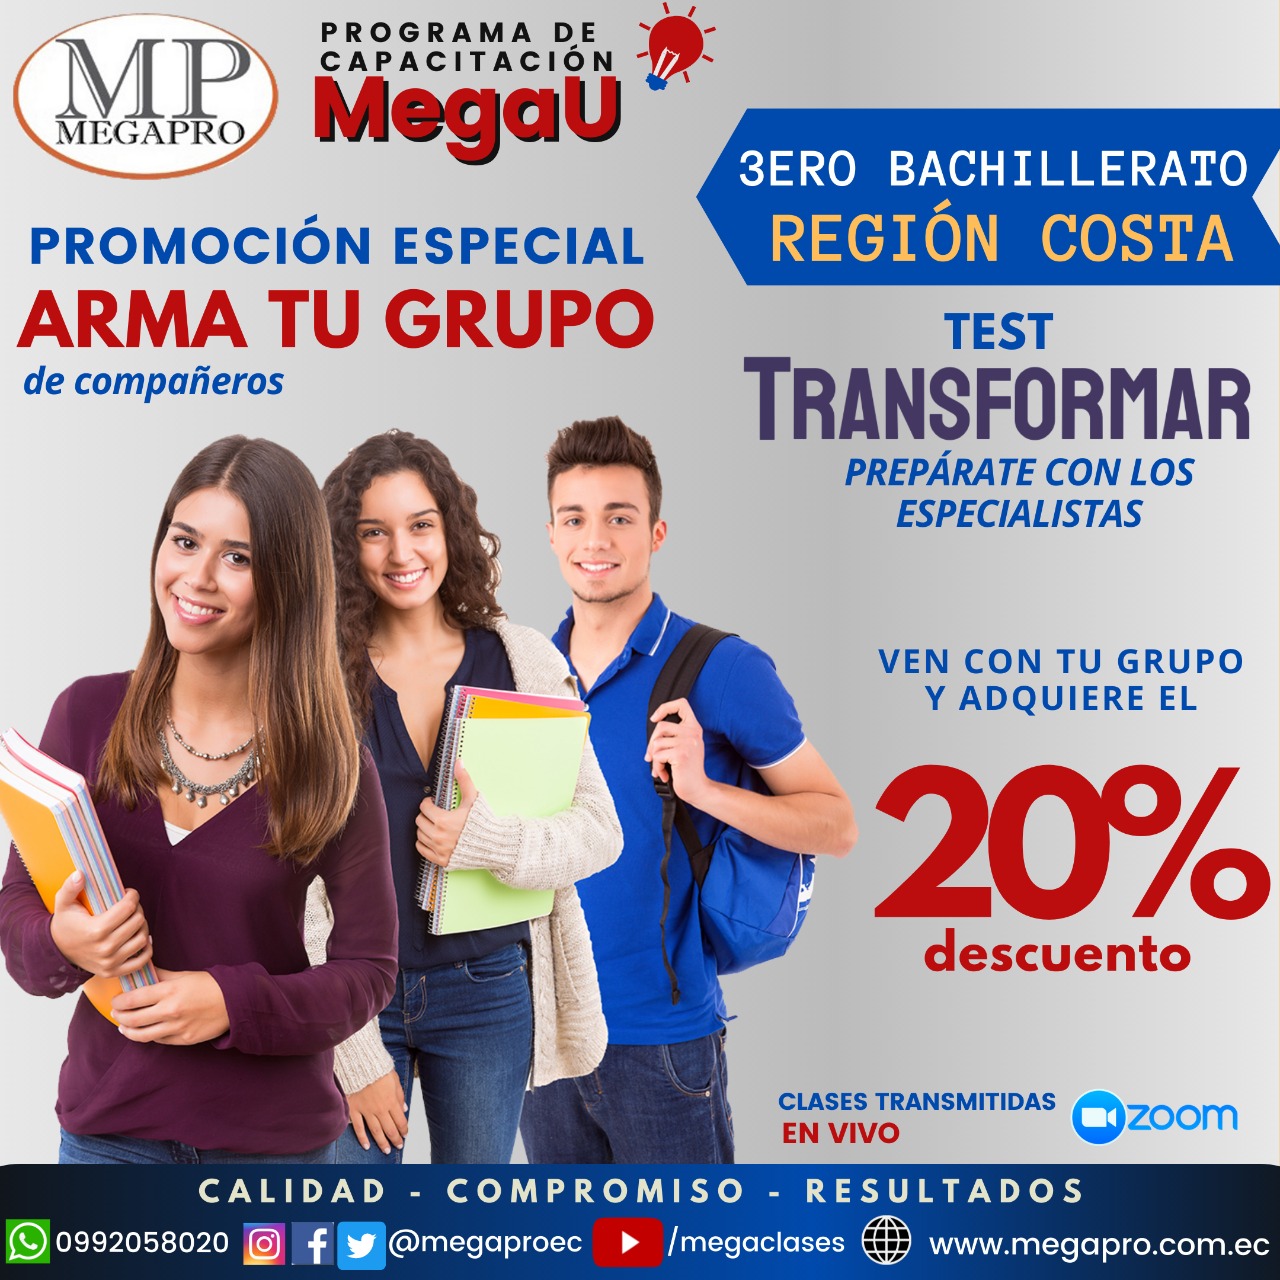 MP
MEGAPRO
PROGRAMA DE
CAPACITACIÓN
MegaU
3ERO BACHILLERATO
REGIÓN COSTA
PROMOCIÓN ESPECIAL
ARMA TU GRUPO
de compañeros
TEST
TRANSFORMAR
PREPÁRATE CON LOS
ESPECIALISTAS
VEN CON TU GRUPO
Y ADQUIERE EL
20%
descuento
CLASES TRANSMITIDAS
EN VIVO
zoom
CALIDAD - COMPROMISO - RESULTADOS
0992058020 @megaproec /megaclases www.megapro.com.ec